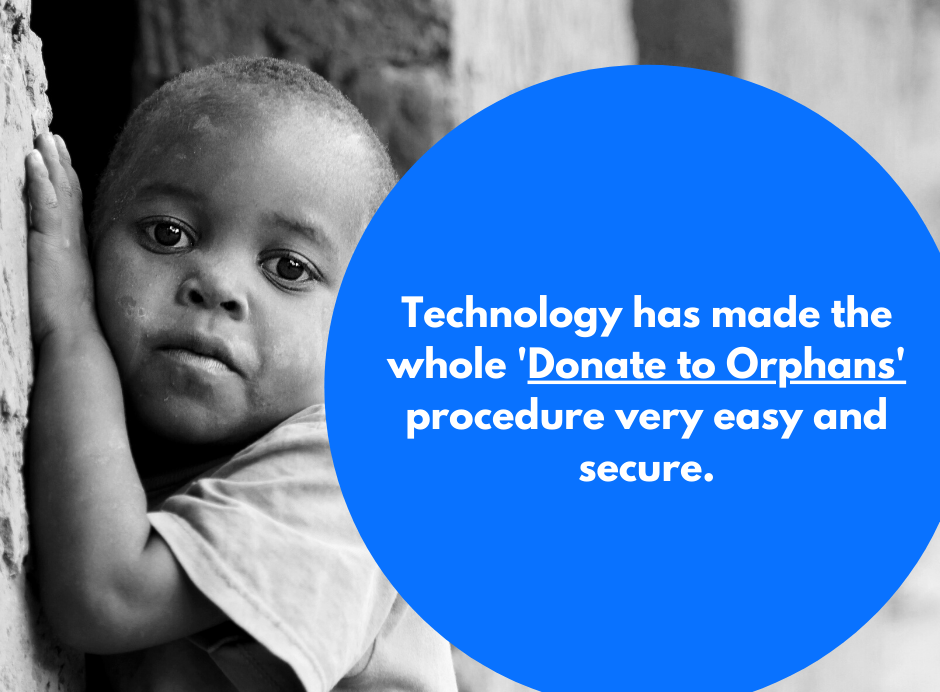 Technology has made the
whole 'Donate to Orphans'
procedure very easy and
secure.